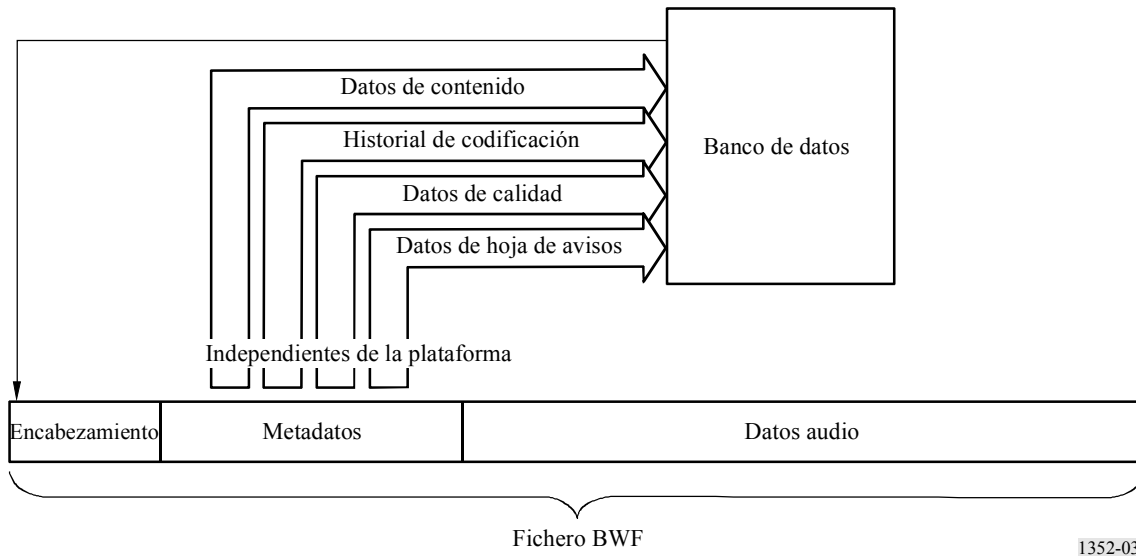 Datos de contenido
Historial de codificación
Banco de datos
Datos de calidad
Datos de hoja de avisos
Independientes de la plataforma
Encabezamiento
Metadatos
Datos audio
Fichero BWF
1352-03